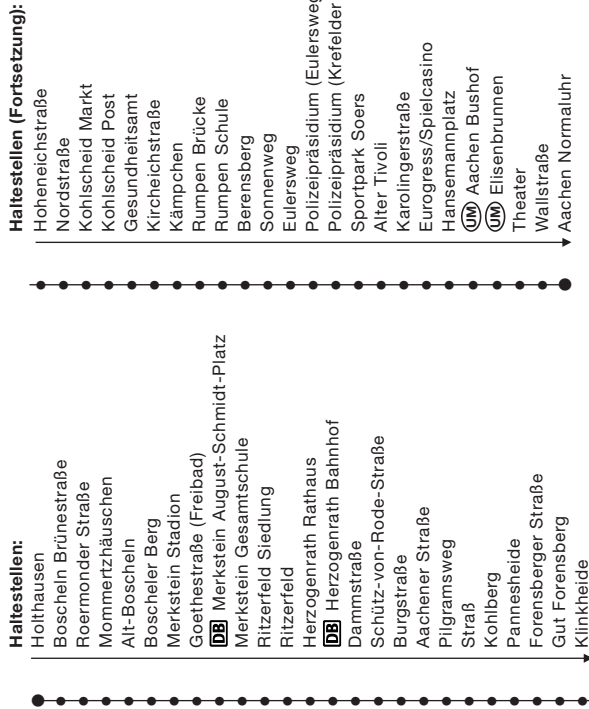 Haltestellen:
Holthausen
Boscheln Brünestraße
Roermonder Straße
Mommertzhäuschen
Alt-Boscheln
Boscheler Berg
Merkstein Stadion
Goethestraße (Freibad)
DB Merkstein August-Schmidt-Platz
Merkstein Gesamtschule
Ritzerfeld Siedlung
Ritzerfeld
Herzogenrath Rathaus
DB Herzogenrath Bahnhof
Dammstraße
Schütz-von-Rode-Straße
Burgstraße
Aachener Straße
Pilgramsweg
Straß
Kohlberg
Pannesheide
Forensberger Straße
Gut Forensberg
Klinkheide
Haltestellen (Fortsetzung):
Hoheneichstraße
Nordstraße
Kohlscheid Markt
Kohlscheid Post
Gesundheitsamt
Kircheichstraße
Kämpchen
Rumpen Brücke
Rumpen Schule
Berensberg
Sonnenweg
Eulersweg
Polizeipräsidium (Eulersweg
Polizeipräsidium (Krefelder
Sportpark Soers
Alter Tivoli
Karolingerstraße
Eurogress/Spielcasino
Hansemannplatz
UM Aachen Bushof
UM Elisenbrunnen
Theater
Wallstraße
Aachen Normaluhr